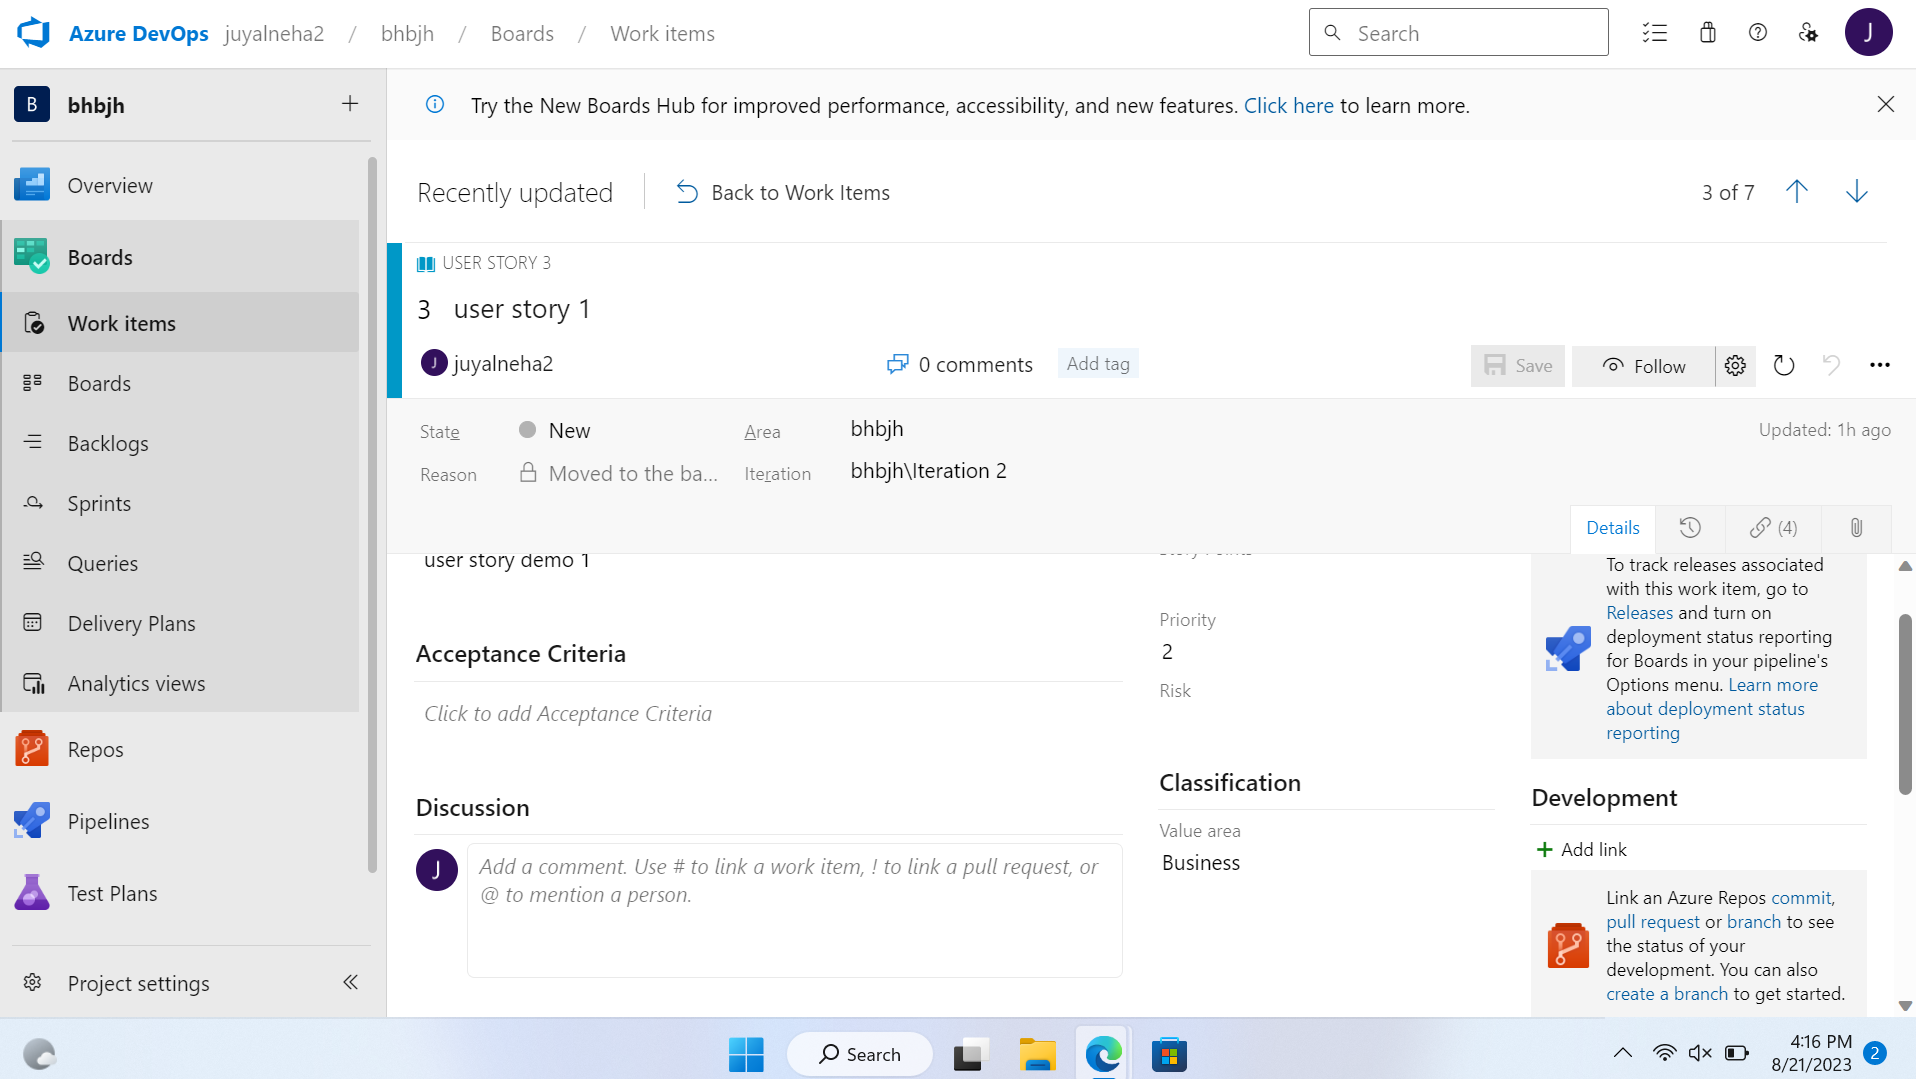 Azure DevOps juyalneha2 / bhbjh / Boards / Work items
Search
J
B bhbjh
Try the New Boards Hub for improved performance, accessibility, and new features. Click here to learn more.
Overview
Boards
Work items
Boards
Backlogs
Sprints
Queries
Delivery Plans
Analytics views
Repos
Pipelines
Test Plans
Project settings
Recently updated
Back to Work Items
3 of 7
USER STORY 3
3 user story 1
J juyalneha2
0 comments
Add tag
Save
Follow
State New
Area bhbjh
Updated: 1h ago
Reason Moved to the ba...
Iteration bhbjh\Iteration 2
Details
(4)
user story demo 1
Acceptance Criteria
Click to add Acceptance Criteria
Discussion
J
Add a comment. Use # to link a work item, ! to link a pull request, or
@ to mention a person.
Story Points
Priority
2
Risk
Classification
Value area
Business
To track releases associated
with this work item, go to
Releases and turn on
deployment status reporting
for Boards in your pipeline's
Options menu. Learn more
about deployment status
reporting
Development
+ Add link
Link an Azure Repos commit,
pull request or branch to see
the status of your
development. You can also
create a branch to get started.
Search
4:16 PM
8/21/2023
2